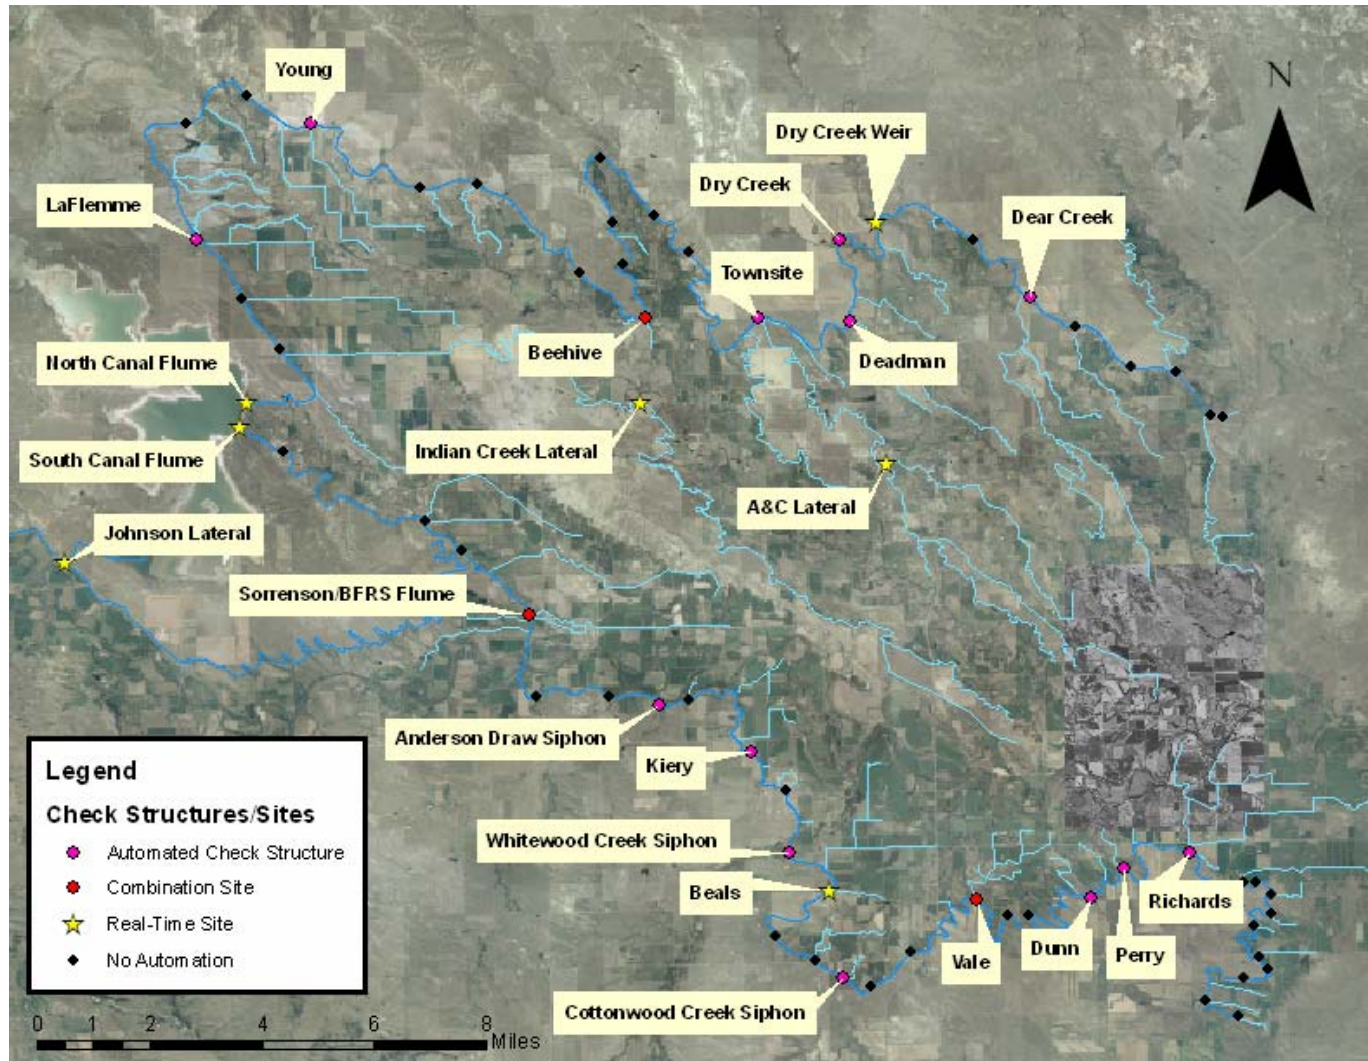 Young
N
Dry Creek Weir
Dry Creek
LaFlemme
Dear Creek
Townsite
North Canal Flume
Beehive
Deadman
South Canal Flume
Indian Creek Lateral
A&C Lateral
Johnson Lateral
Sorrenson/BFRS Flume
Anderson Draw Siphon
Kiery
Whitewood Creek Siphon
Beals
Richards
Vale
Dunn
Perry
Cottonwood Creek Siphon
Legend
Check Structures/Sites
Automated Check Structure
Combination Site
Real-Time Site
No Automation
0 1 2 4 6 8
Miles